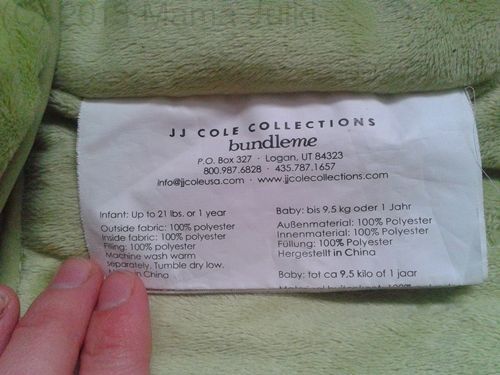 (C) 2013 Mama Julia
JJ COLE COLLECTIONS
bundleme
P.O. Box 327 · Logan, UT 84323
800.987.6828 · 435.787.1657
info@jjcoleusa.com · www.jjcolecollections.com
Infant: Up to 21 lbs. or 1 year
Outside fabric: 100% polyester
Inside fabric: 100% polyester
Filling: 100% polyester
Machine wash warm
separately. Tumble dry low.
in China
Baby: bis 9,5 kg oder 1 Jahr
Außenmaterial: 100% Polyester
Innenmaterial: 100% Polyester
Füllung: 100% Polyester
Hergestellt in China
Baby: tot ca 9,5 kilo of 1 jaar